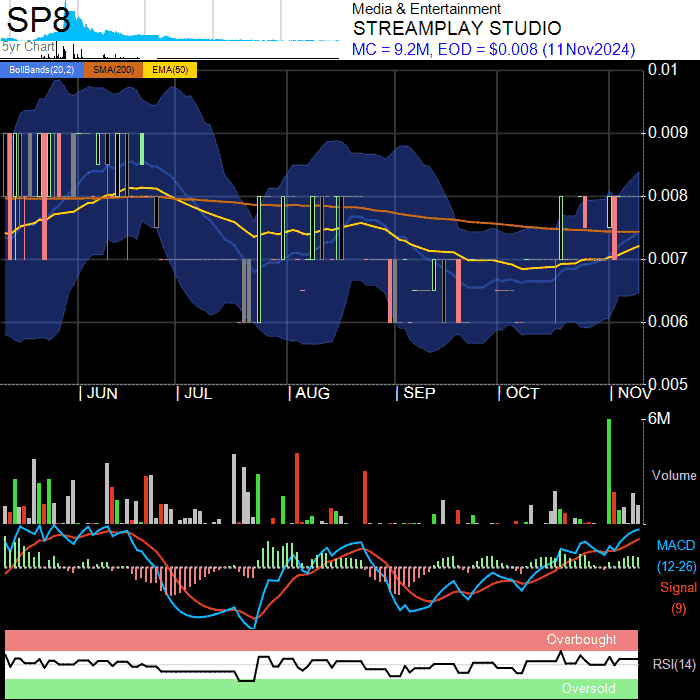 SP8
5yr Chart
Media & Entertainment
STREAMPLAY STUDIO
MC = 9.2M, EOD = $0.008 (11Nov2024)
BollBands(20,2) SMA(200) EMA(50)
0.01
0.009
0.008
0.007
0.006
0.005
JUN JUL AUG SEP OCT NOV
6M
Volume
MACD
(12-26)
Signal
(9)
Overbought
RSI(14)
Oversold